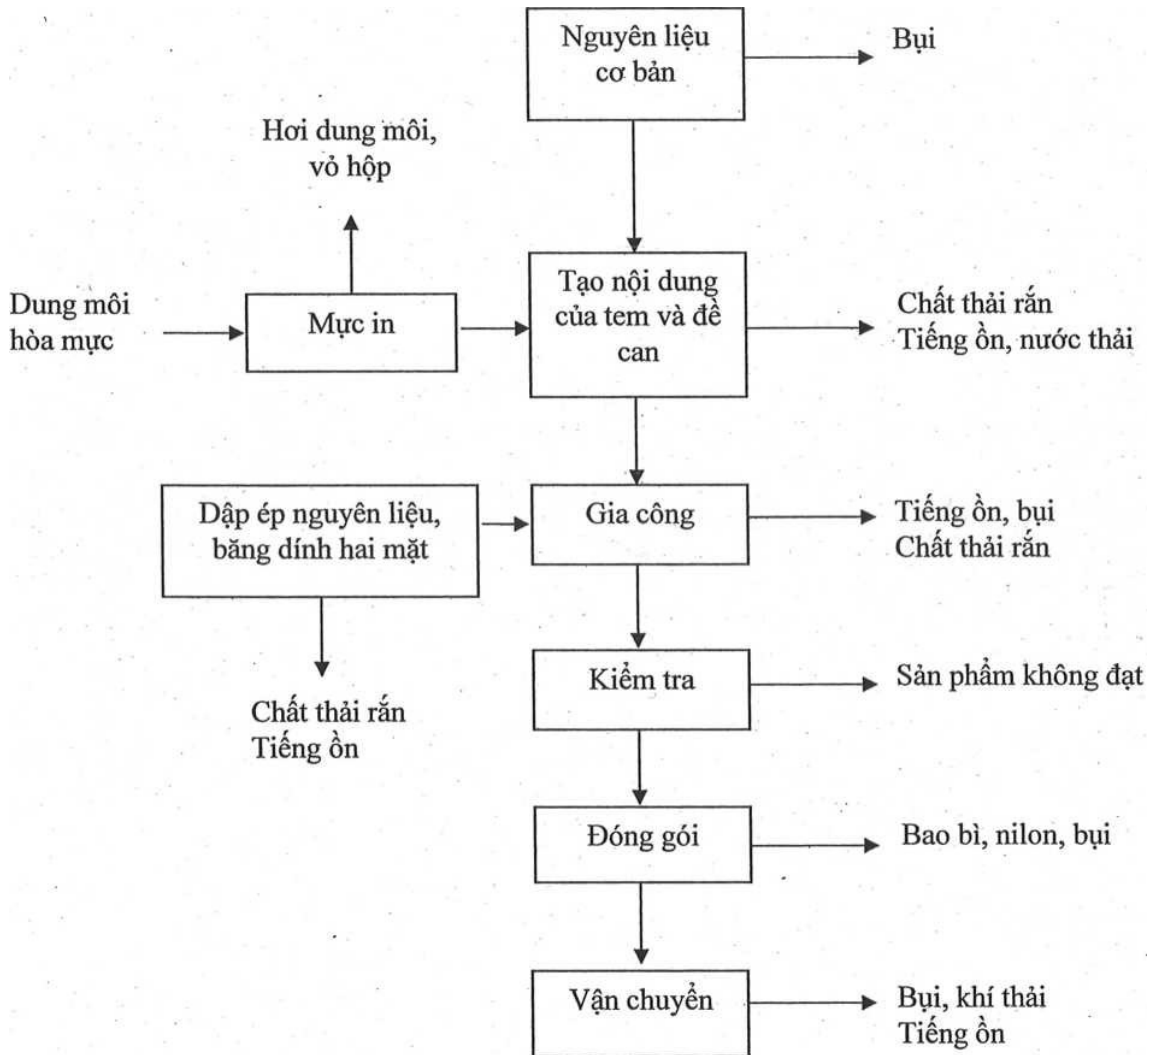 Nguyên liệu
cơ bản
Bụi
Hơi dung môi,
vỏ hộp
Dung môi
hòa mực
Mực in
Tạo nội dung
của tem và đề
can
Chất thải rắn
Tiếng ồn, nước thải
Dập ép nguyên liệu,
băng dính hai mặt
Gia công
Tiếng ồn, bụi
Chất thải rắn
Chất thải rắn
Tiếng ồn
Kiểm tra
Sản phẩm không đạt
Đóng gói
Bao bì, nilon, bụi
Vận chuyển
Bụi, khí thải
Tiếng ồn